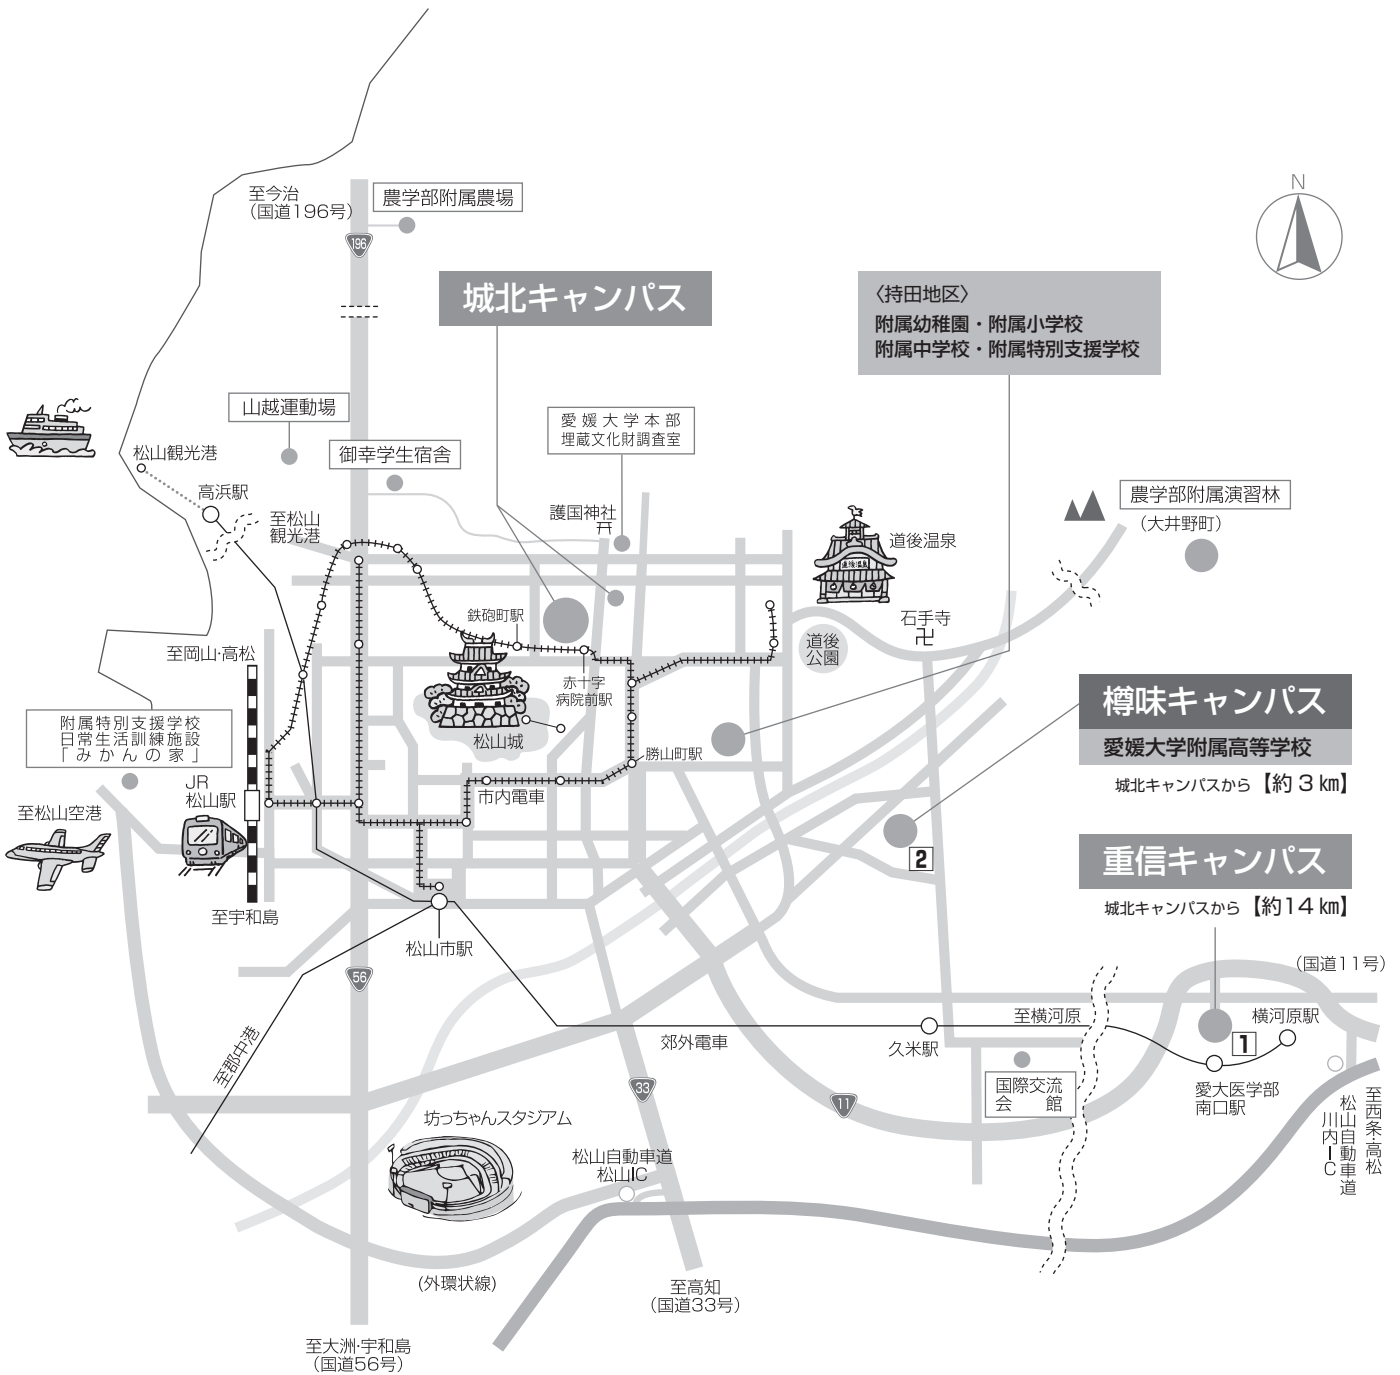 N
至今治
（国道196号）
農学部附属農場
196
城北キャンパス
〈持田地区〉
附属幼稚園・附属小学校
附属中学校・附属特別支援学校
山越運動場
愛媛大学本部
埋蔵文化財調査室
御幸学生宿舎
松山観光港
高浜駅
至松山
観光港
護国神社
道後温泉
道後温泉
農学部附属演習林
（大井野町）
鉄砲町駅
石手寺
卍
道後
公園
至岡山・高松
赤十字
病院前駅
松山城
勝山町駅
樽味キャンパス
愛媛大学附属高等学校
城北キャンパスから【約3㎞】
附属特別支援学校
日常生活訓練施設
「みかんの家」
JR
松山駅
市内電車
至松山空港
2
重信キャンパス
城北キャンパスから【約14㎞】
至宇和島
松山市駅
56
（国道11号）
至横河原
横河原駅
久米駅
郊外電車
1
至郡中港
国際交流
会館
愛大医学部
南口駅
33
11
松山自動車道
川内IC
至西条・高松
坊っちゃんスタジアム
松山自動車道
松山IC
(外環状線)
至高知
（国道33号）
至大洲・宇和島
（国道56号）